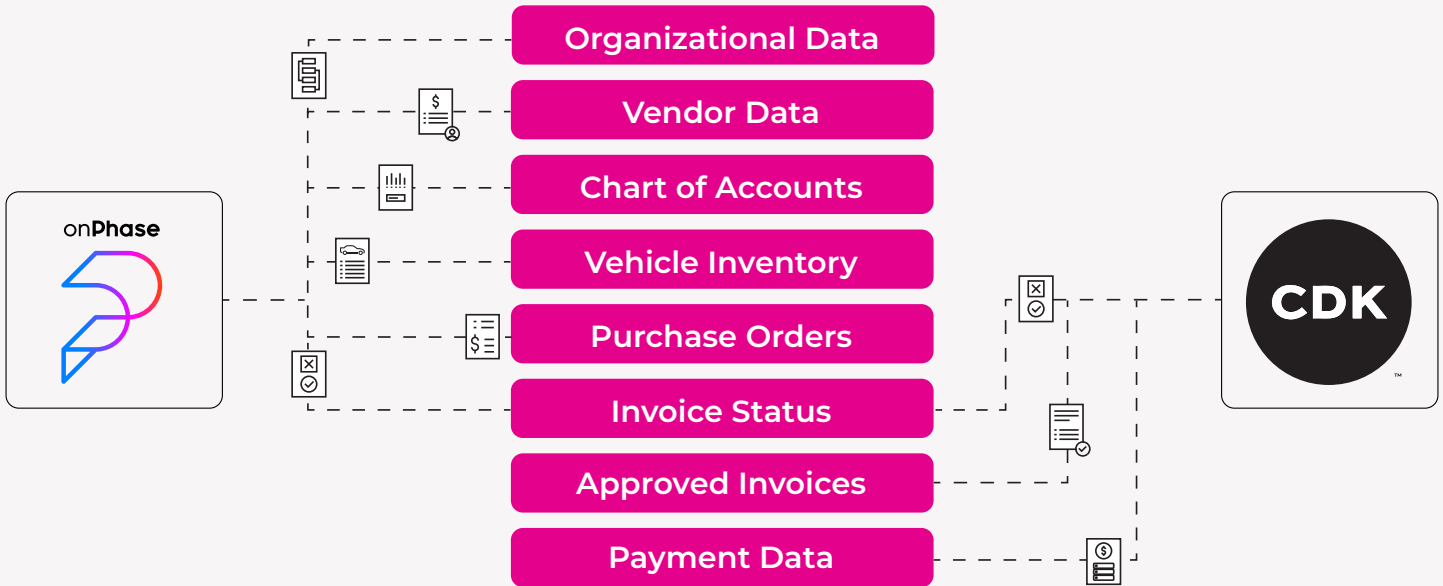 Organizational Data
Vendor Data
Chart of Accounts
Vehicle Inventory
Purchase Orders
Invoice Status
Approved Invoices
Payment Data
onPhase
CDK
™
$
$
$